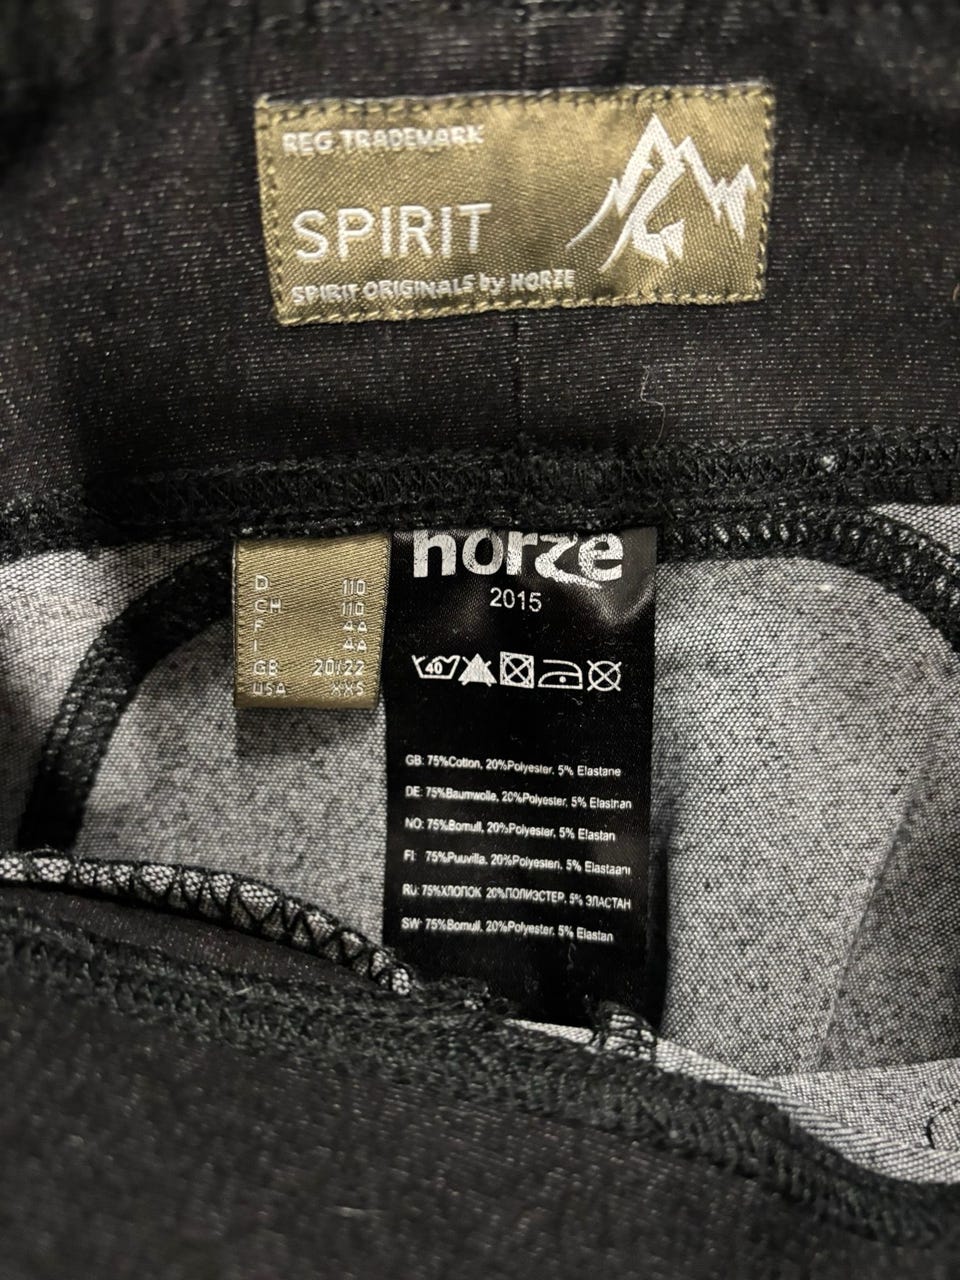 REG TRADEMARK
SPIRIT
SPIRIT ORIGINALS by HORZE
D 110
CH 110
F 4A
I 4A
GB 20/22
USA XXS
horze
2015
40
GB: 75%Cotton, 20%Polyester, 5% Elastane
DE: 75%Baumwolle, 20%Polyester, 5% Elasthan
NO: 75%Bomull, 20%Polyester, 5% Elastan
FI: 75%Puuvilla, 20%Polyesteri, 5% Elastaani
RU: 75%ХЛОПОК 20%ПОЛИЭСТЕР, 5% ЭЛАСТАН
SW: 75%Bomull, 20%Polyester, 5% Elastan